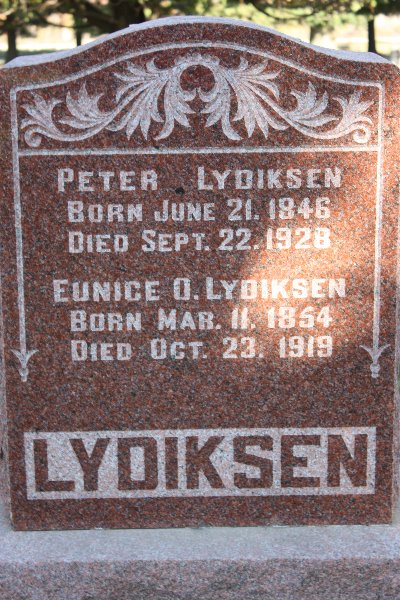 PETER LYDIKSEN
BORN JUNE 21. 1846
DIED SEPT. 22. 1928
EUNICE O. LYDIKSEN
BORN MAR. 11. 1854
DIED OCT. 23. 1919
LYDIKSEN